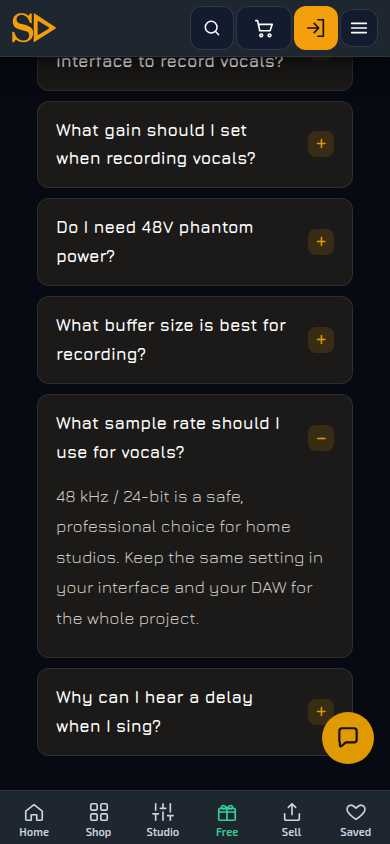 S
interface to record vocals?
What gain should I set
when recording vocals?
+
Do I need 48V phantom
power?
+
What buffer size is best for
recording?
+
What sample rate should I
use for vocals?
−
48 kHz / 24-bit is a safe,
professional choice for home
studios. Keep the same setting in
your interface and your DAW for
the whole project.
Why can I hear a delay
when I sing?
+
Home
Shop
Studio
Free
Sell
Saved